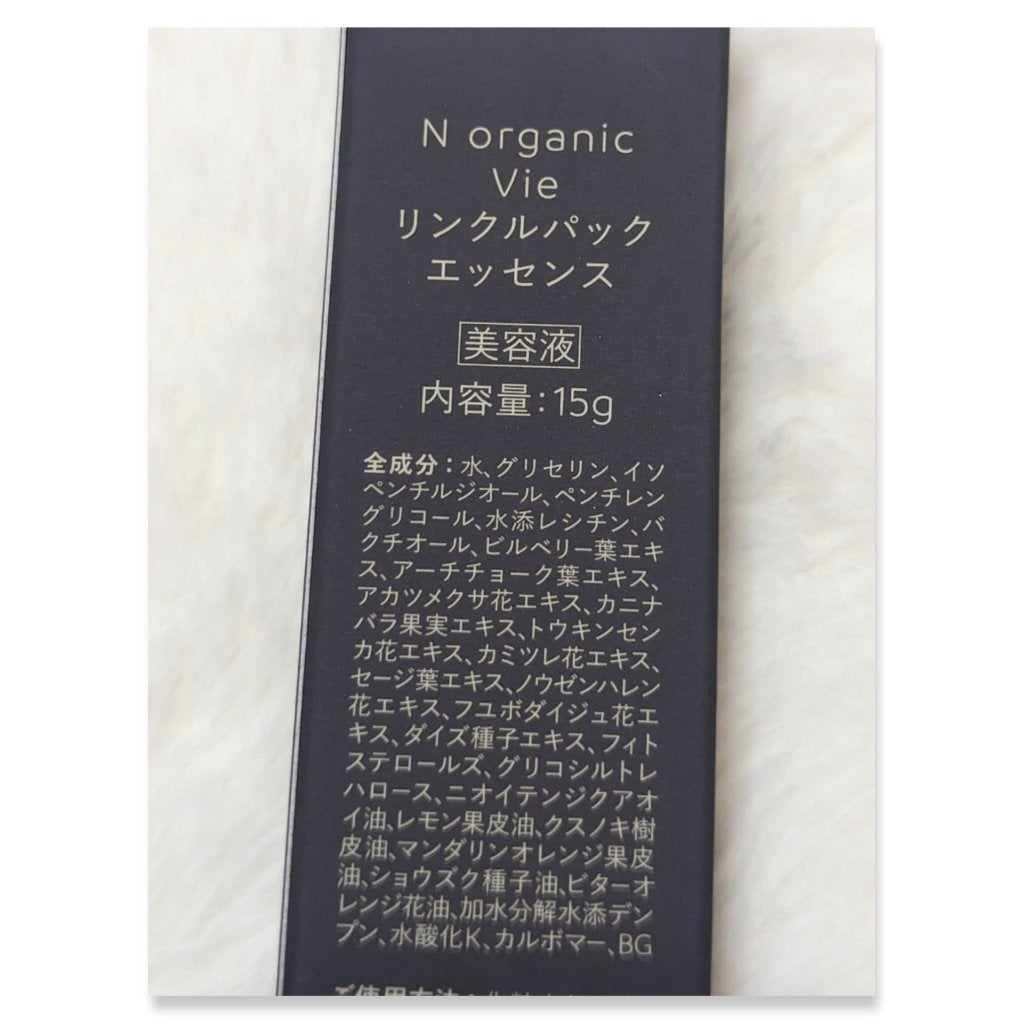 N organic
Vie
リンクルパック
エッセンス
美容液
内容量:15g
全成分:水、グリセリン、イソ
ペンチルジオール、ペンチレン
グリコール、水添レシチン、バ
クチオール、ビルベリー葉エキ
ス、アーチチョーク葉エキス、
アカツメクサ花エキス、カニナ
バラ果実エキス、トウキンセン
カ花エキス、カミツレ花エキス、
セージ葉エキス、ノウゼンハレン
花エキス、フユボダイジュ花エ
キス、ダイズ種子エキス、フィト
ステロールズ、グリコシルトレ
ハロース、ニオイテンジクアオ
イ油、レモン果皮油、クスノキ樹
皮油、マンダリンオレンジ果皮
油、ショウズク種子油、ビターオ
レンジ花油、加水分解水添デン
プン、水酸化K、カルボマー、BG
ご使用方法: